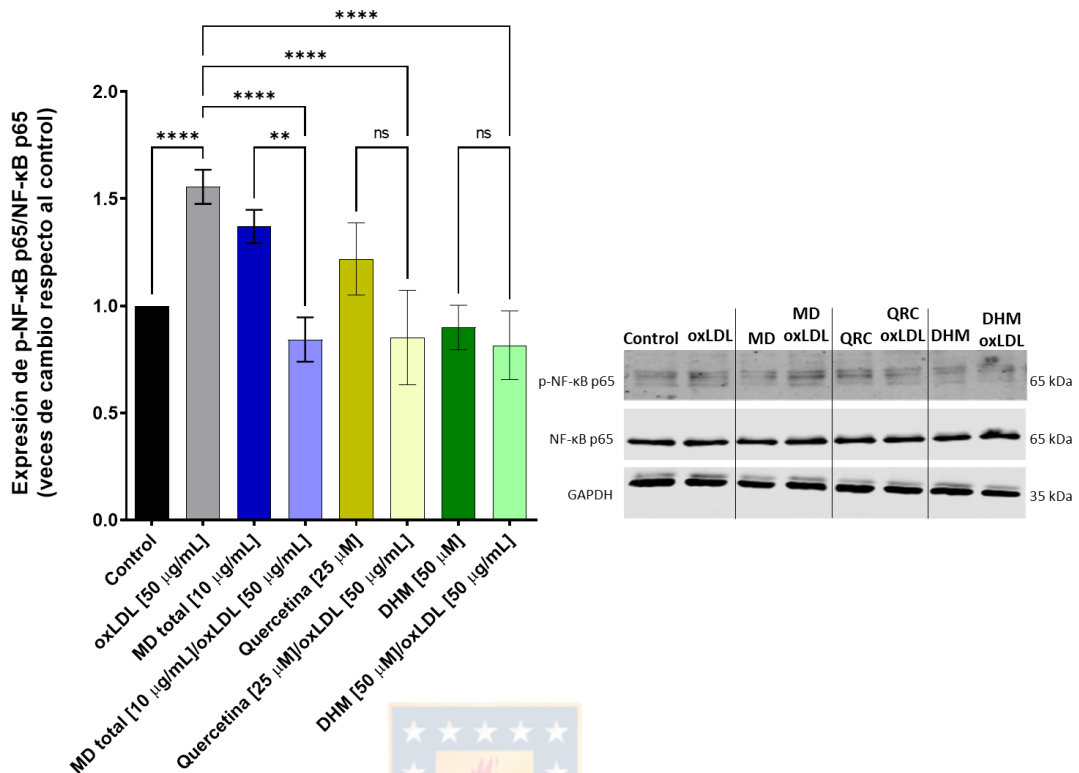 ****
****
****
****
**
ns
ns
Expresión de p-NF-κB p65/NF-κB p65
(veces de cambio respecto al control)
2.0
1.5
1.0
0.5
0.0
Control
oxLDL [50 μg/mL]
MD total [10 μg/mL]
MD total [10 μg/mL]/oxLDL [50 μg/mL]
Quercetina [25 μM]
Quercetina [25 μM]/oxLDL [50 μg/mL]
DHM [50 μM]
DHM [50 μM]/oxLDL [50 μg/mL]
Control
oxLDL
MD
MD
oxLDL
QRC
QRC
oxLDL
DHM
DHM
oxLDL
p-NF-κB p65
65 kDa
NF-κB p65
65 kDa
GAPDH
35 kDa